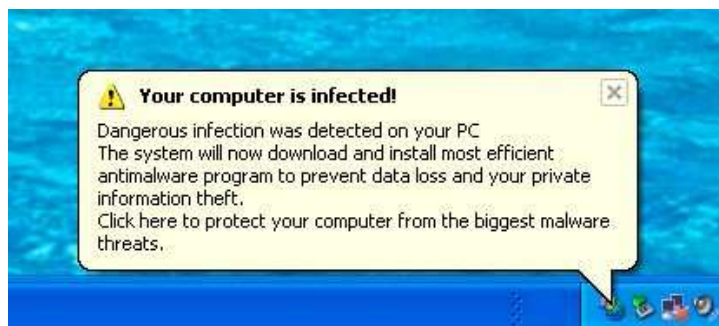 Your computer is infected!
Dangerous infection was detected on your PC
The system will now download and install most efficient
antimalware program to prevent data loss and your private
information theft.
Click here to protect your computer from the biggest malware
threats.